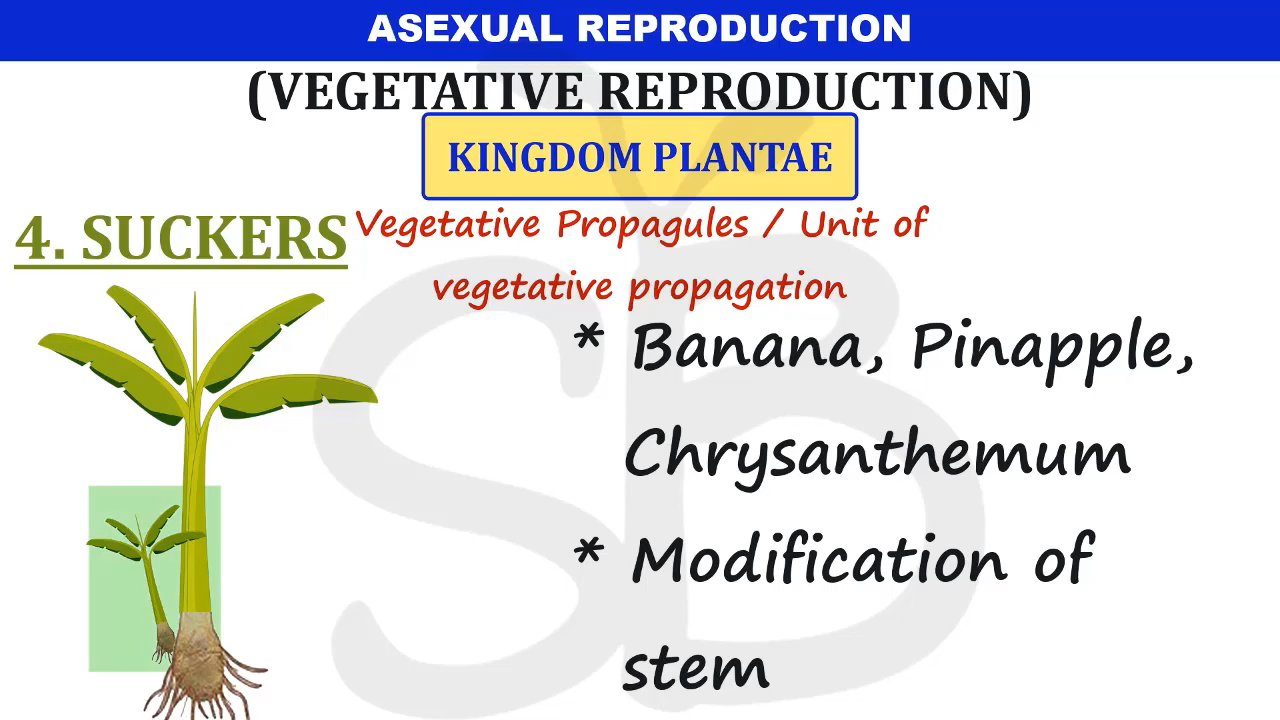 ASEXUAL REPRODUCTION
(VEGETATIVE REPRODUCTION)
KINGDOM PLANTAE
4. SUCKERS
Vegetative Propagules / Unit of
vegetative propagation
* Banana, Pinapple,
Chrysanthemum
* Modification of
stem
SB